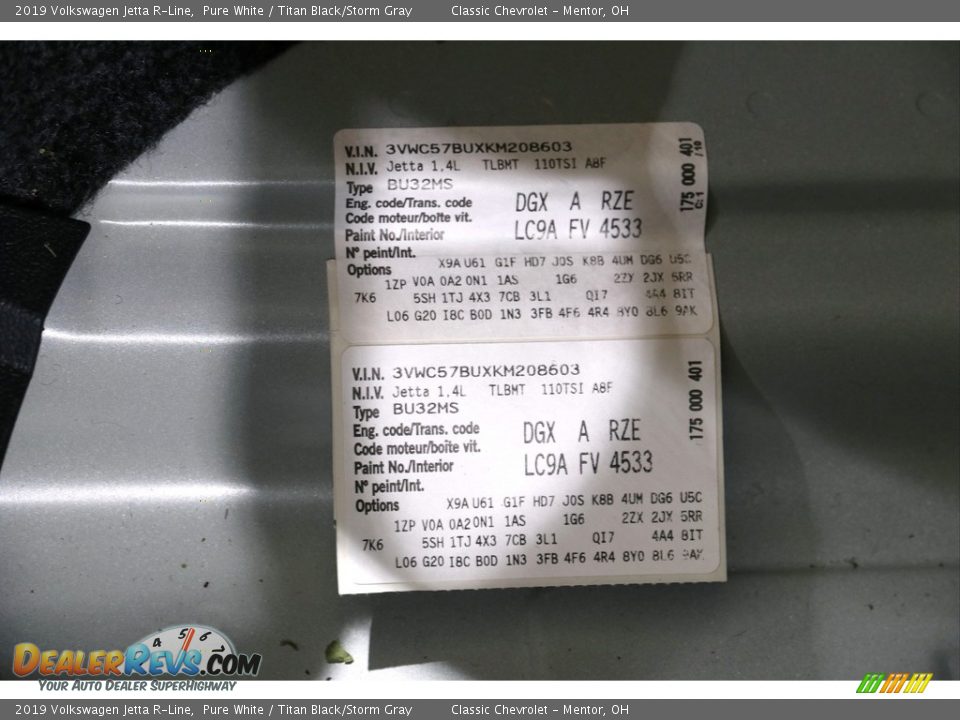 2019 Volkswagen Jetta R-Line, Pure White / Titan Black/Storm Gray Classic Chevrolet - Mentor, OH
V.I.N. 3VWC57BUXKM208603
N.I.V. Jetta 1.4L TLBMT 110TSI A8F
Type BU32MS
Eng. code/Trans. code DGX A RZE
Code moteur/boîte vit.
Paint No./Interior LC9A FV 4533
N° peint/Int.
Options X9A U61 G1F HD7 J0S K8B 4UM DG6 U5C
1ZP V0A 0A2 0N1 1AS 1G6 2ZY 2JX 5RR
7K6 5SH 1TJ 4X3 7CB 3L1 QI7 4A4 8IT
L06 G20 I8C B0D 1N3 3FB 4F6 4R4 8Y0 8L6 9AK
175 000 401
V.I.N. 3VWC57BUXKM208603
N.I.V. Jetta 1.4L TLBMT 110TSI A8F
Type BU32MS
Eng. code/Trans. code DGX A RZE
Code moteur/boîte vit.
Paint No./Interior LC9A FV 4533
N° peint/Int.
Options X9A U61 G1F HD7 J0S K8B 4UM DG6 U5C
1ZP V0A 0A2 0N1 1AS 1G6 2ZX 2JX 5RR
7K6 5SH 1TJ 4X3 7CB 3L1 QI7 4A4 8IT
L06 G20 I8C B0D 1N3 3FB 4F6 4R4 8Y0 8L6 9AK
175 000 401
4 5 6
DealerRevs.com
Your Auto Dealer SuperHighway
2019 Volkswagen Jetta R-Line, Pure White / Titan Black/Storm Gray Classic Chevrolet - Mentor, OH